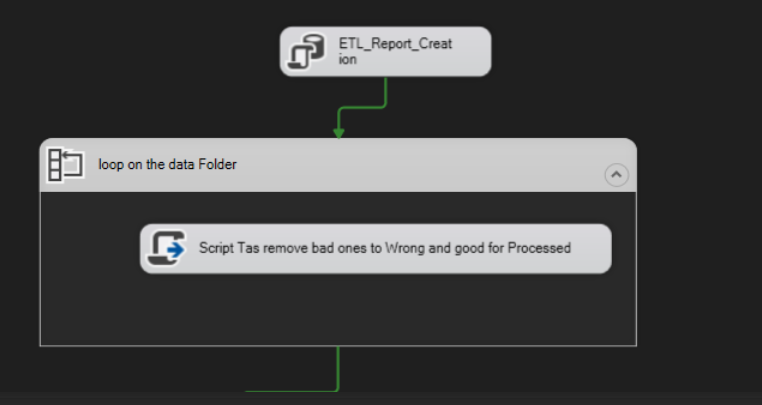 ETL_Report_Creat
ion
loop on the data Folder
Script Tas remove bad ones to Wrong and good for Processed